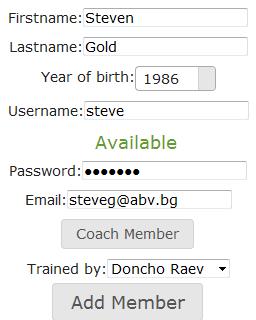 Firstname: Steven
Lastname: Gold
Year of birth: 1986
Username: steve
Available
Password: •••••••
Email: steveg@abv.bg
Coach Member
Trained by: Doncho Raev
Add Member